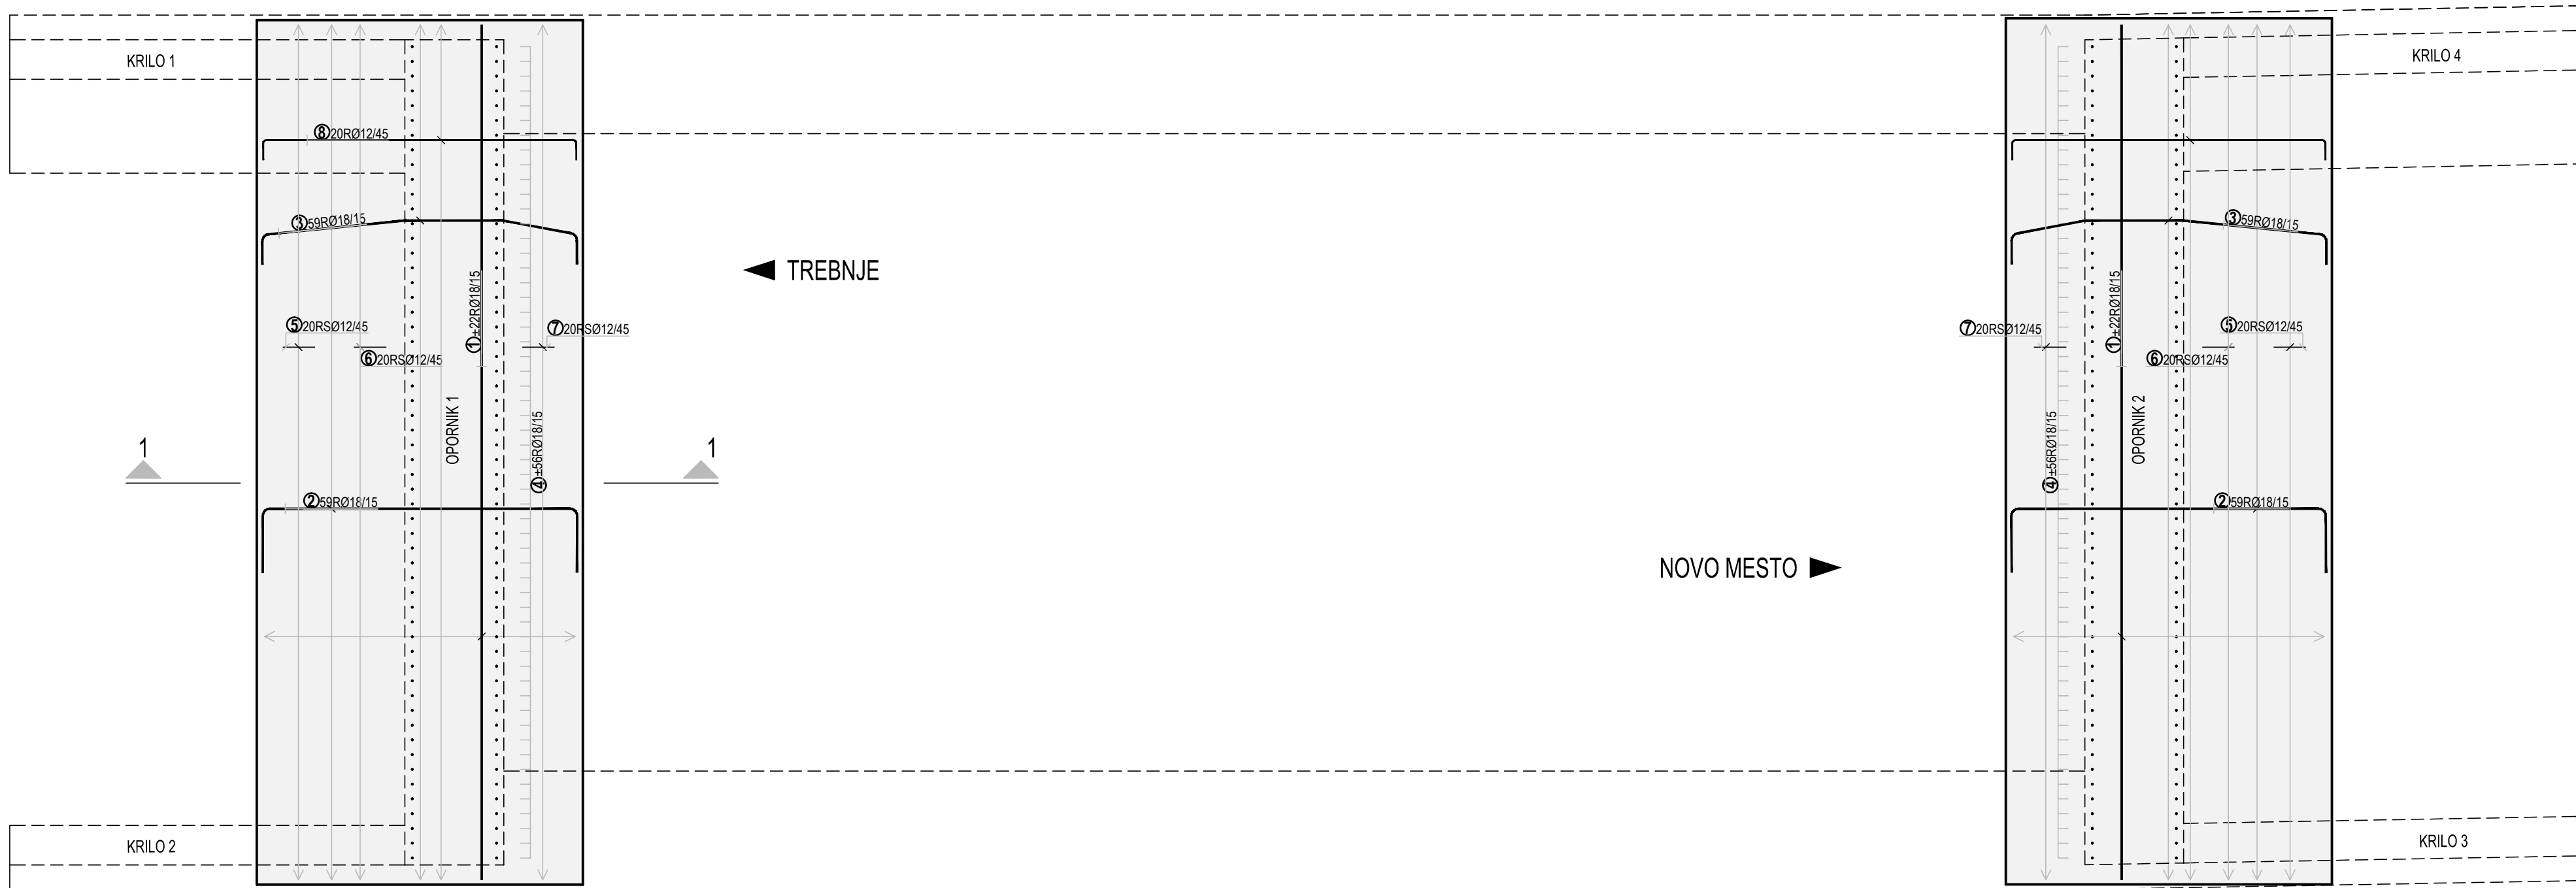 KRILO 1
KRILO 4
⑧20RØ12/45
③59RØ18/15
③59RØ18/15
TREBNJE
①±22RØ18/15
①±22RØ18/15
⑤20RSØ12/45
⑦20RSØ12/45
⑦20RSØ12/45
⑤20RSØ12/45
⑥20RSØ12/45
⑥20RSØ12/45
OPORNIK 1
OPORNIK 2
④±56RØ18/15
④±56RØ18/15
1
1
②59RØ18/15
②59RØ18/15
NOVO MESTO
KRILO 2
KRILO 3